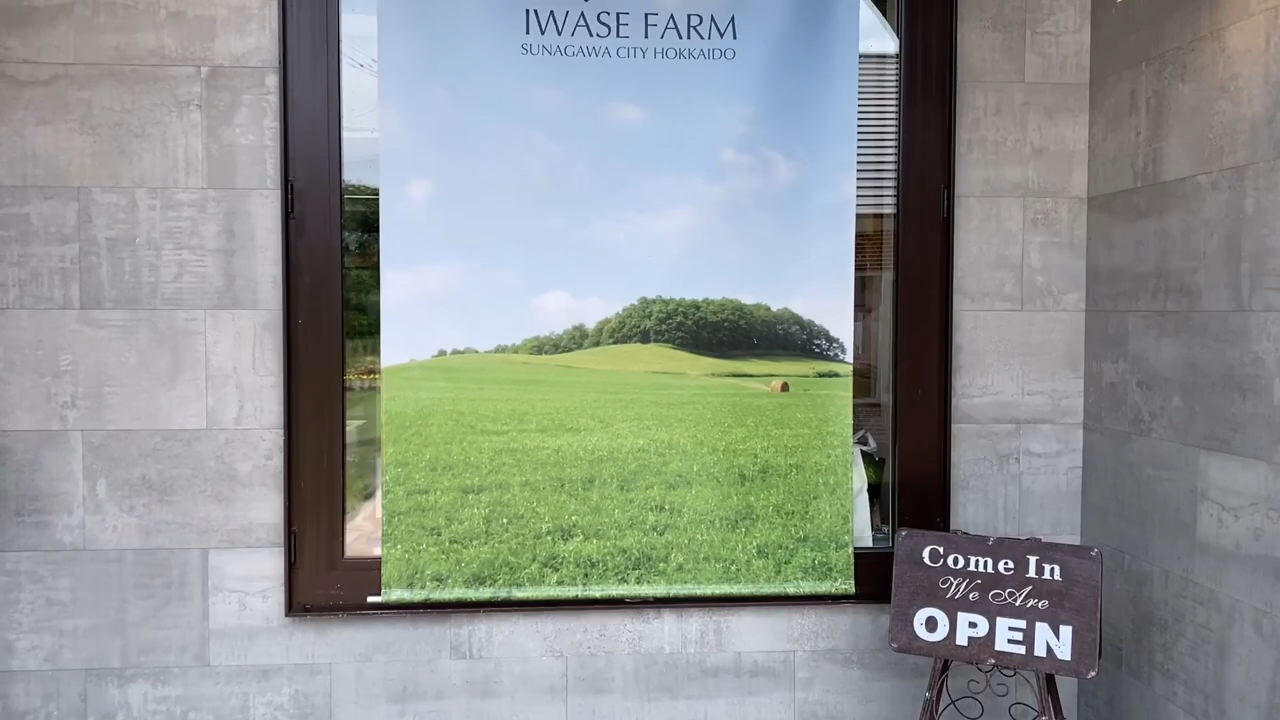 IWASE FARM
SUNAGAWA CITY HOKKAIDO
Come In
We Are
OPEN